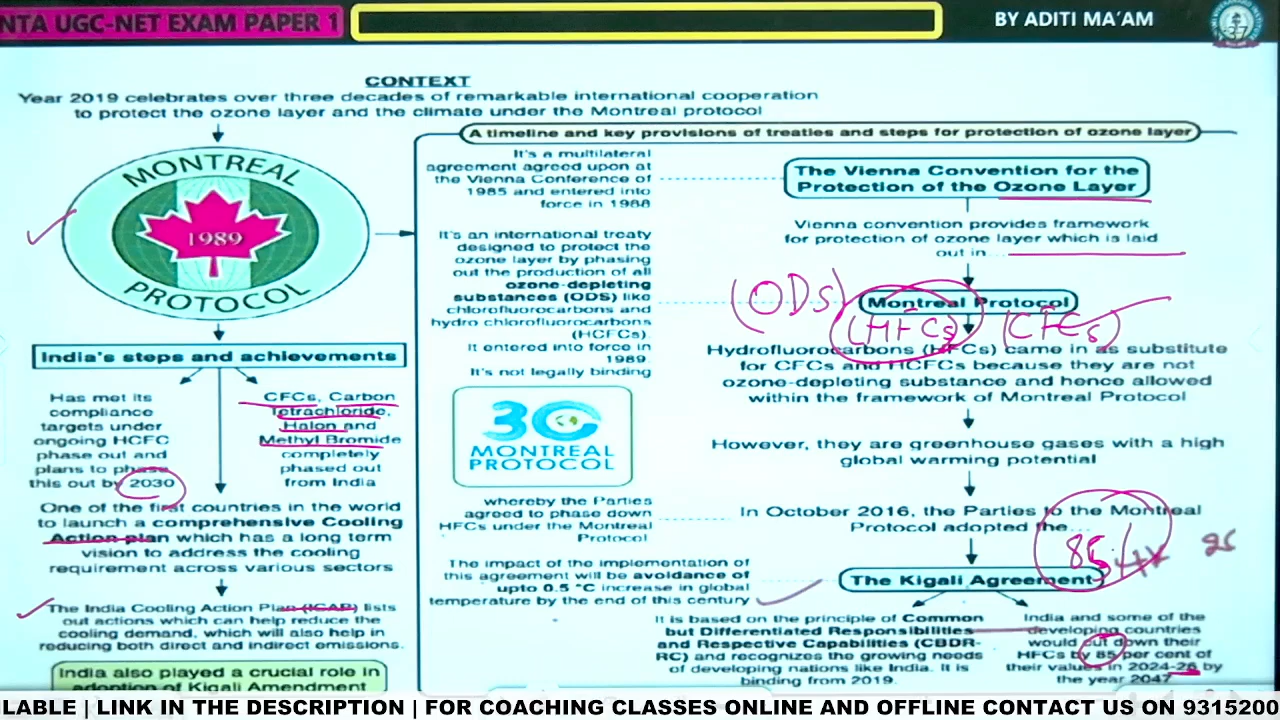 NTA UGC-NET EXAM PAPER 1
BY ADITI MA'AM
CONTEXT
Year 2019 celebrates over three decades of remarkable international cooperation
to protect the ozone layer and the climate under the Montreal protocol
MONTREAL
1989
PROTOCOL
India's steps and achievements
Has met its
compliance
targets under
ongoing HCFC
phase out and
plans to phase
this out by 2030
CFCs, Carbon
Tetrachloride,
Halon and
Methyl Bromide
completely
phased out
from India
One of the first countries in the world
to launch a comprehensive Cooling
Action plan which has a long term
vision to address the cooling
requirement across various sectors
The India Cooling Action Plan (ICAP) lists
out actions which can help reduce the
cooling demand, which will also help in
reducing both direct and indirect emissions.
India also played a crucial role in
adoption of Kigali Amendment
A timeline and key provisions of treaties and steps for protection of ozone layer
It's a multilateral
agreement agreed upon at
the Vienna Conference of
1985 and entered into
force in 1988
The Vienna Convention for the
Protection of the Ozone Layer
Vienna convention provides framework
for protection of ozone layer which is laid
out in...
It's an international treaty
designed to protect the
ozone layer by phasing
out the production of all
ozone-depleting
substances (ODS) like
chlorofluorocarbons and
hydro chlorofluorocarbons
(HCFCs)
It entered into force in
1989.
It's not legally binding
(ODS)
Montreal Protocol
(HFCs) (CFCs)
Hydrofluorocarbons (HFCs) came in as substitute
for CFCs and HCFCs because they are not
ozone-depleting substance and hence allowed
within the framework of Montreal Protocol
30
MONTREAL
PROTOCOL
However, they are greenhouse gases with a high
global warming potential
whereby the Parties
agreed to phase down
HFCs under the Montreal
Protocol
In October 2016, the Parties to the Montreal
Protocol adopted the...
85
The impact of the implementation of
this agreement will be avoidance of
upto 0.5 °C increase in global
temperature by the end of this century
The Kigali Agreement
It is based on the principle of Common
but Differentiated Responsibilities
and Respective Capabilities (CBDR-
RC) and recognizes the growing needs
of developing nations like India. It is
binding from 2019.
India and some of the
developing countries
would cut down their
HFCs by 85 per cent of
their values in 2024-26 by
the year 2047
LABLE | LINK IN THE DESCRIPTION | FOR COACHING CLASSES ONLINE AND OFFLINE CONTACT US ON 9315200